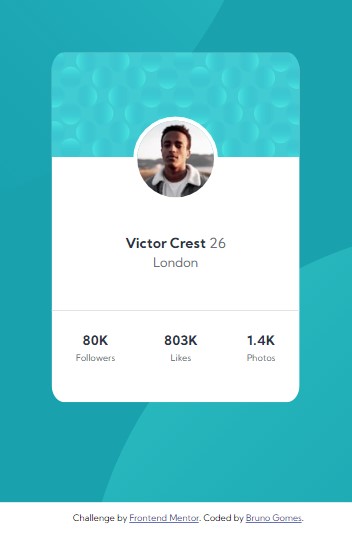 Victor Crest 26
London
80K 803K 1.4K
Followers Likes Photos
Challenge by Frontend Mentor. Coded by Bruno Gomes.